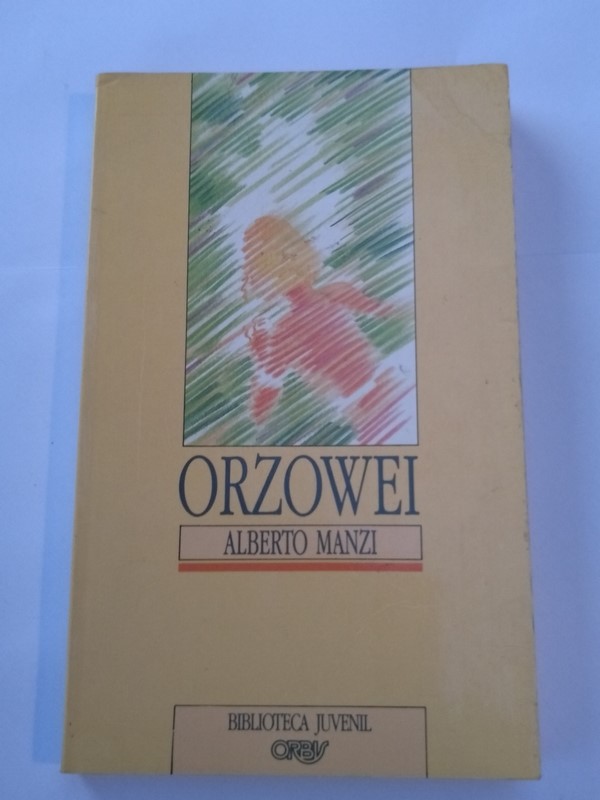 ORZOWEI
ALBERTO MANZI
BIBLIOTECA JUVENIL
ORBIS